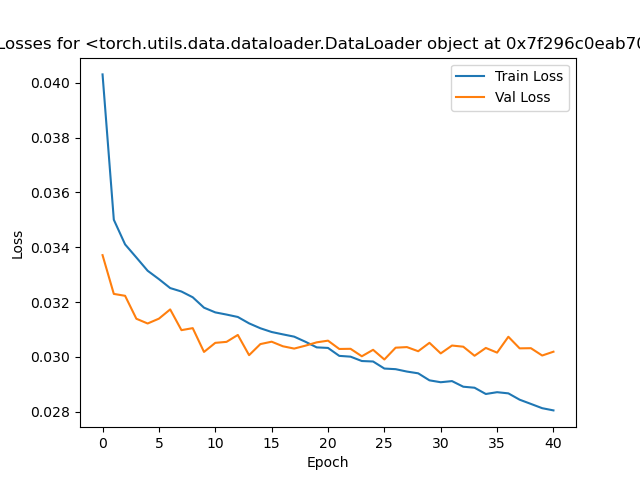 Losses for <torch.utils.data.dataloader.DataLoader object at 0x7f296c0eab70
Train Loss
Val Loss
0.040
0.038
0.036
0.034
0.032
0.030
0.028
Loss
0 5 10 15 20 25 30 35 40
Epoch